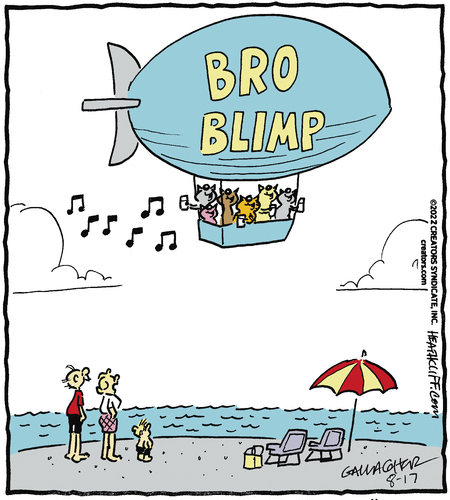 BRO
BLIMP
©2022 CREATORS SYNDICATE, INC.
creators.com
HEATHCLIFF.COM
GALLAGHER
8-17